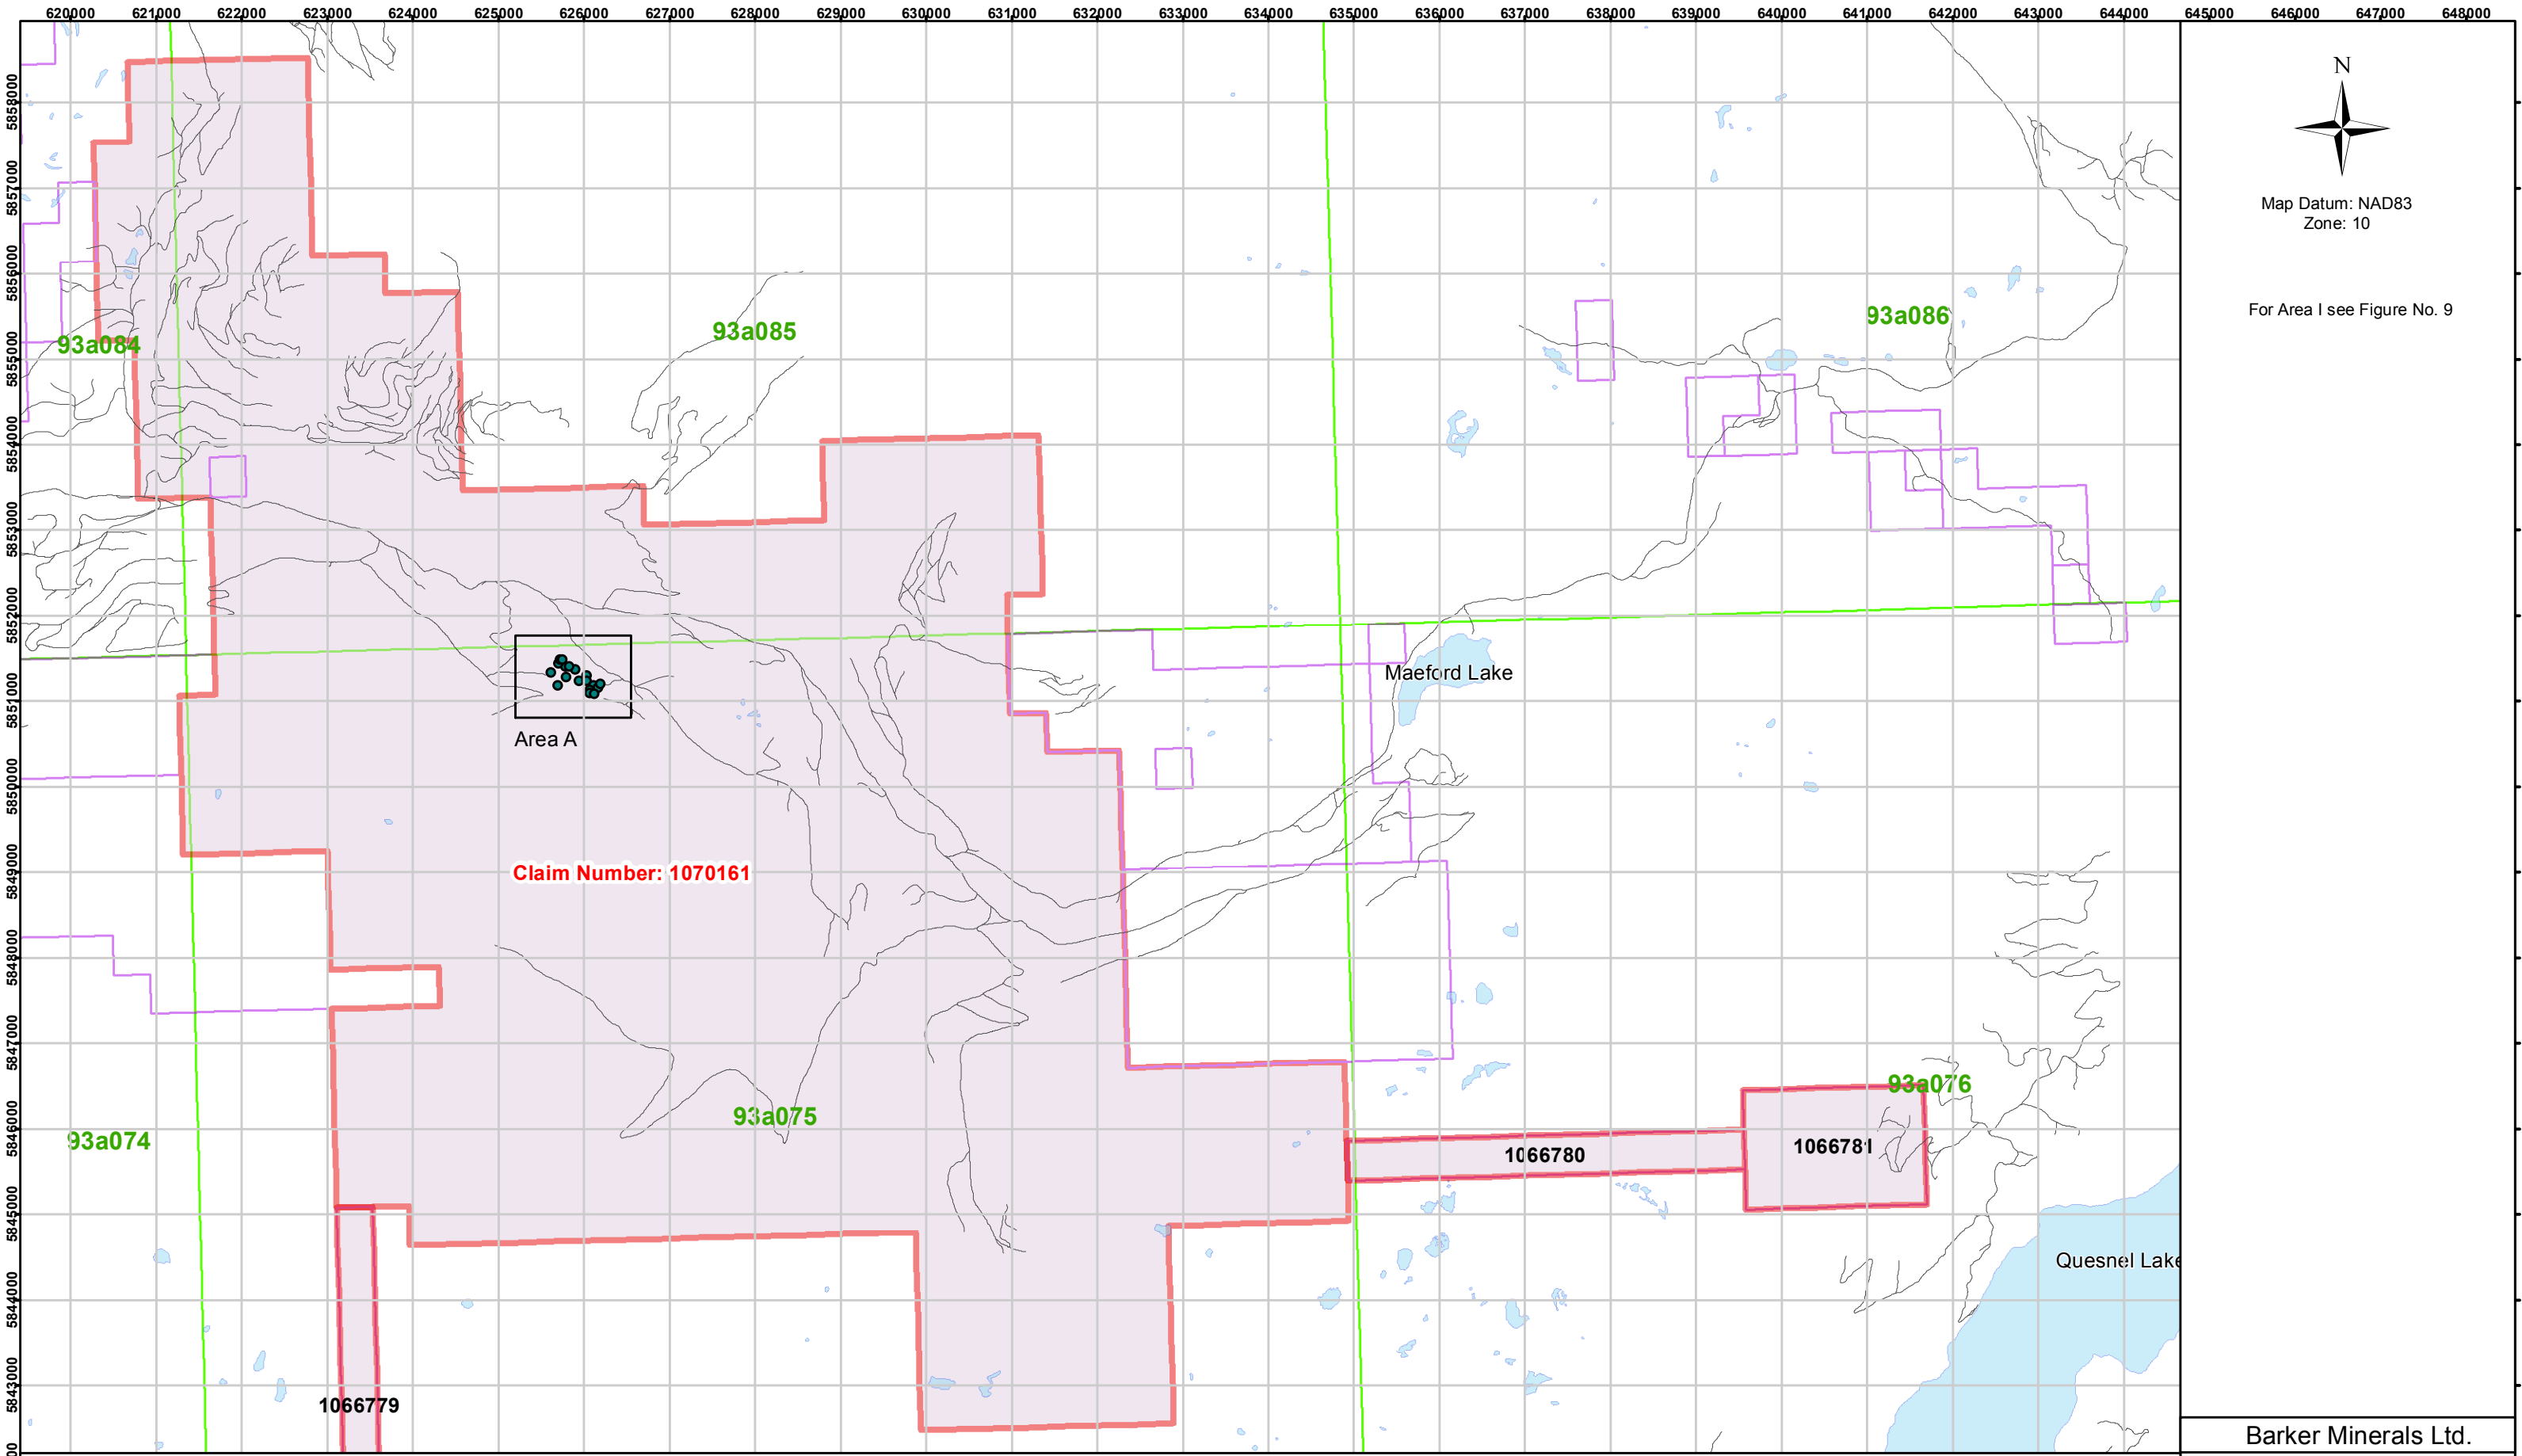 620000 621000 622000 623000 624000 625000 626000 627000 628000 629000 630000 631000 632000 633000 634000 635000 636000 637000 638000 639000 640000 641000 642000 643000 644000 645000 646000 647000 648000
5858000
5857000
5856000
5855000
5854000
5853000
5852000
5851000
5850000
5849000
5848000
5847000
5846000
5845000
5844000
5843000
00
N
Map Datum: NAD83
Zone: 10
For Area I see Figure No. 9
93a084
93a085
93a086
Maeford Lake
Area A
Claim Number: 1070161
93a074
93a075
93a076
1066780
1066781
Quesnel Lake
1066779
Barker Minerals Ltd.